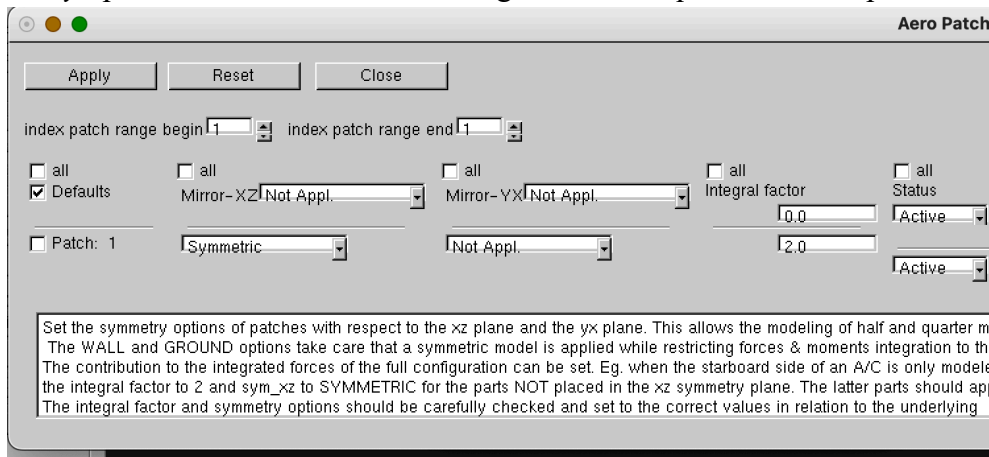 Aero Patch
Apply Reset Close
index patch range begin 1 index patch range end 1
all all all all all
Defaults Mirror-XZ Not Appl. Mirror-YX Not Appl. Integral factor Status
0.0 Active
Patch: 1 Symmetric Not Appl. 2.0
Active
Set the symmetry options of patches with respect to the xz plane and the yx plane. This allows the modeling of half and quarter m
The WALL and GROUND options take care that a symmetric model is applied while restricting forces & moments integration to th
The contribution to the integrated forces of the full configuration can be set. Eg. when the starboard side of an A/C is only modele
the integral factor to 2 and sym_xz to SYMMETRIC for the parts NOT placed in the xz symmetry plane. The latter parts should ap
The integral factor and symmetry options should be carefully checked and set to the correct values in relation to the underlying